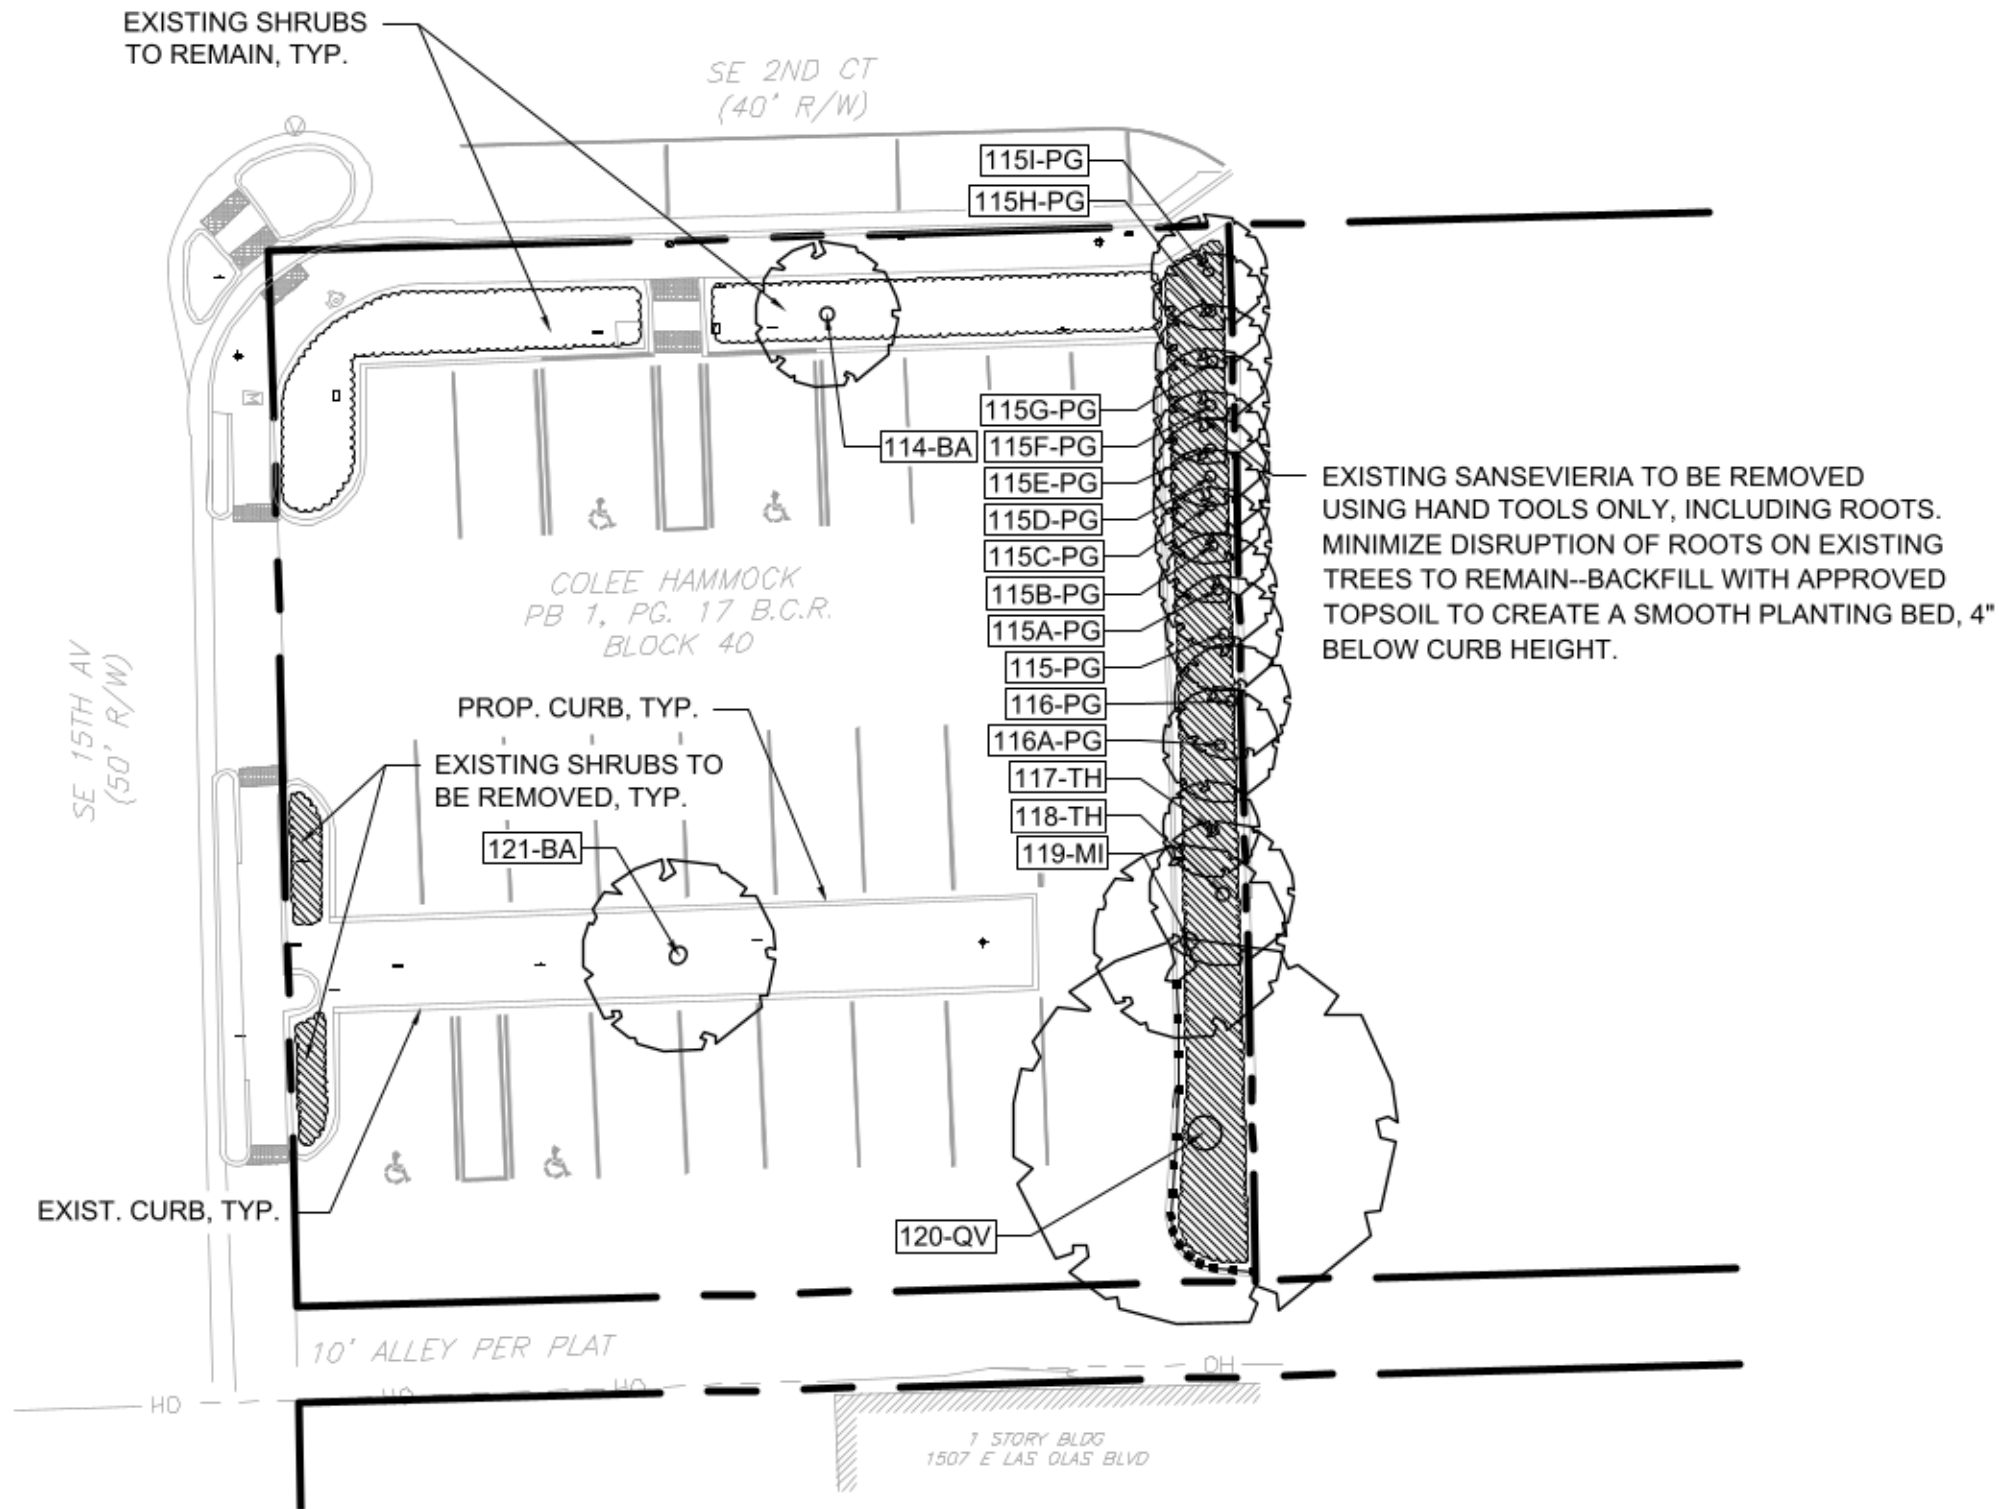 EXISTING SHRUBS
TO REMAIN, TYP.
SE 2ND CT
(40' R/W)
115I-PG
115H-PG
115G-PG
114-BA
115F-PG
115E-PG
115D-PG
115C-PG
115B-PG
115A-PG
115-PG
116-PG
116A-PG
117-TH
118-TH
119-MI
EXISTING SANSEVIERIA TO BE REMOVED
USING HAND TOOLS ONLY, INCLUDING ROOTS.
MINIMIZE DISRUPTION OF ROOTS ON EXISTING
TREES TO REMAIN--BACKFILL WITH APPROVED
TOPSOIL TO CREATE A SMOOTH PLANTING BED, 4"
BELOW CURB HEIGHT.
COLEE HAMMOCK
PB 1, PG. 17 B.C.R.
BLOCK 40
SE 15TH AV
(50' R/W)
PROP. CURB, TYP.
EXISTING SHRUBS TO
BE REMOVED, TYP.
121-BA
EXIST. CURB, TYP.
120-QV
10' ALLEY PER PLAT
OH
HO
HO
HO
1 STORY BLDG
1507 E LAS OLAS BLVD